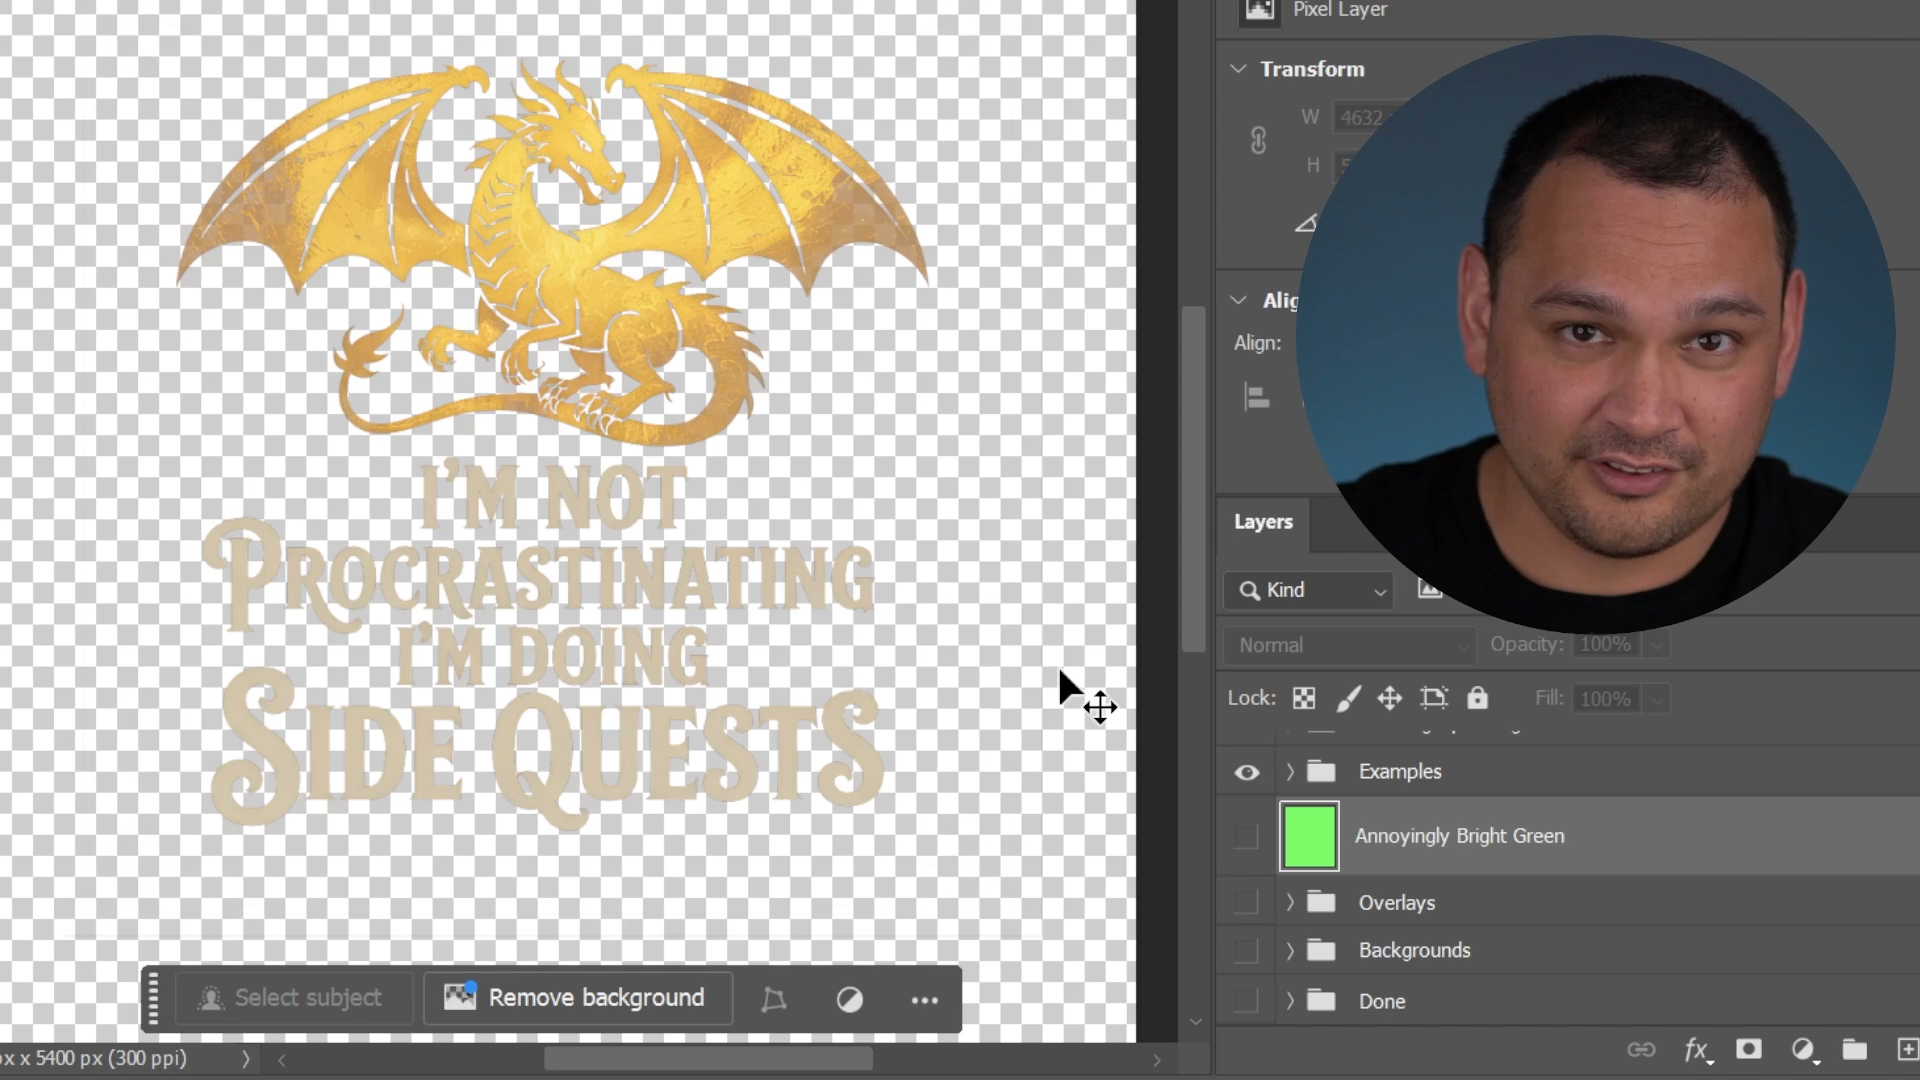 I'M NOT
PROCRASTINATING
I'M DOING
SIDE QUESTS
Select subject
Remove background
px x 5400 px (300 ppi)
Pixel Layer
Transform
W 4632
H
Align:
Layers
Kind
Normal
Opacity: 100%
Lock:
Fill: 100%
Examples
Annoyingly Bright Green
Overlays
Backgrounds
Done
fx